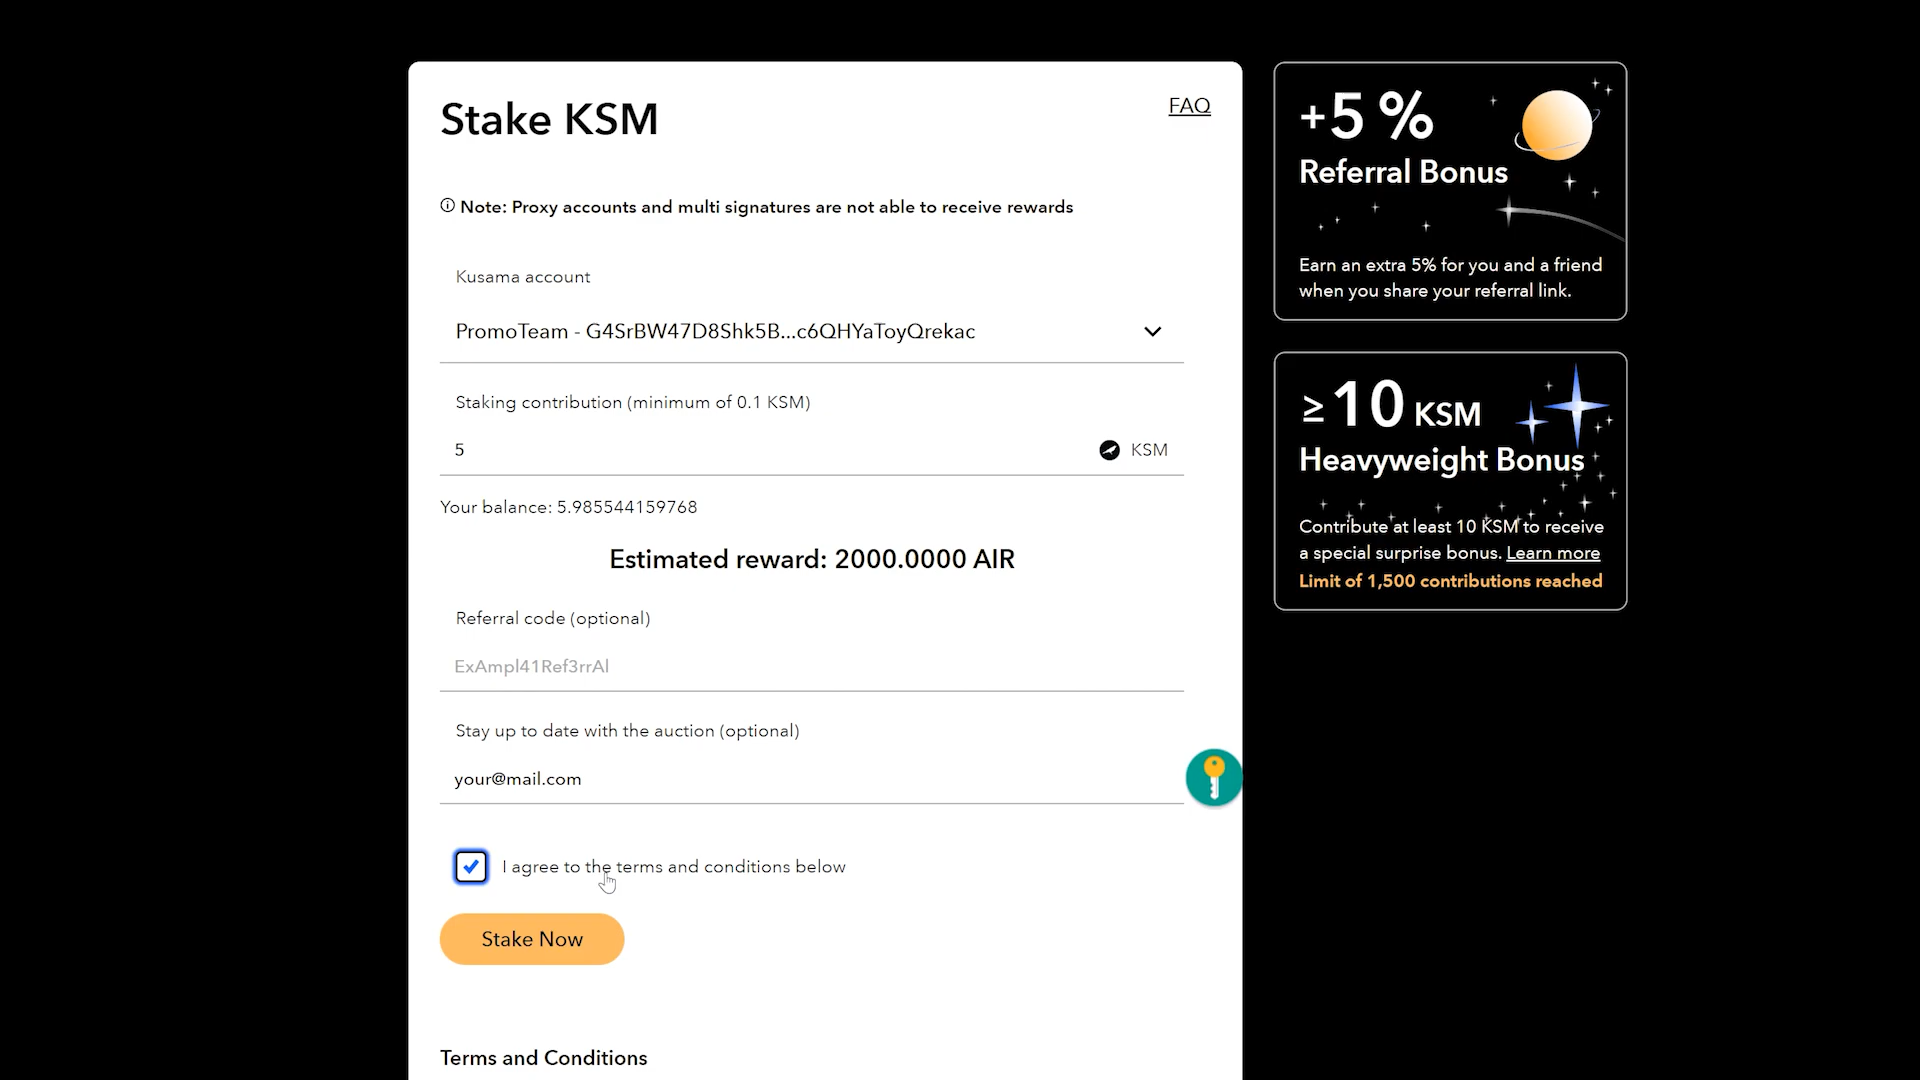 Stake KSM
FAQ
Note: Proxy accounts and multi signatures are not able to receive rewards
Kusama account
PromoTeam - G4SrBW47D8Shk5B...c6QHYaToyQrekac
Staking contribution (minimum of 0.1 KSM)
5
KSM
Your balance: 5.985544159768
Estimated reward: 2000.0000 AIR
Referral code (optional)
ExAmpl41Ref3rrAl
Stay up to date with the auction (optional)
your@mail.com
I agree to the terms and conditions below
Stake Now
Terms and Conditions
+5 %
Referral Bonus
Earn an extra 5% for you and a friend
when you share your referral link.
≥10 KSM
Heavyweight Bonus
Contribute at least 10 KSM to receive
a special surprise bonus. Learn more
Limit of 1,500 contributions reached